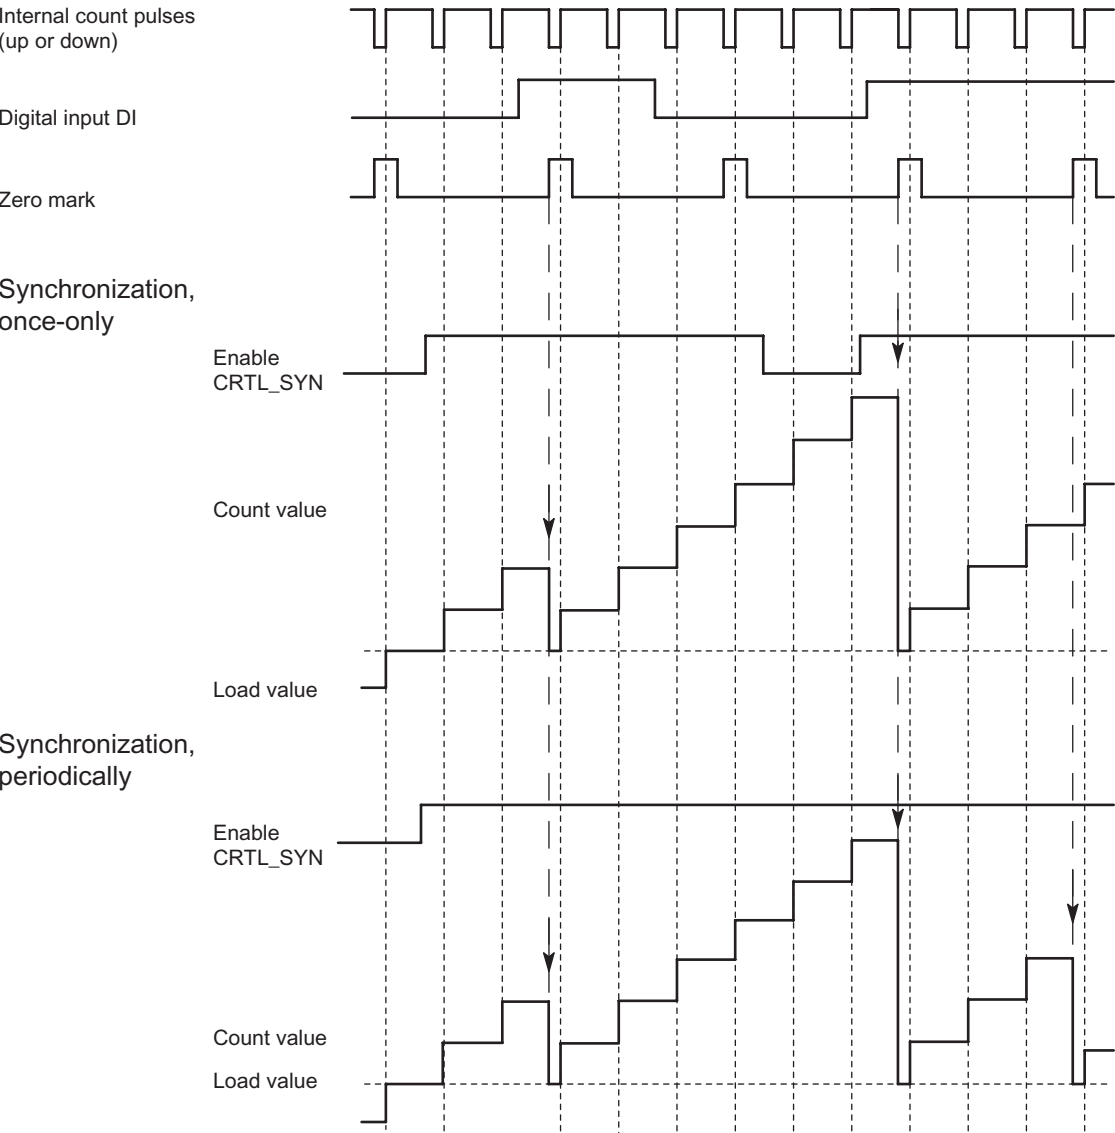 Internal count pulses
(up or down)
Digital input DI
Zero mark
Synchronization,
once-only
Enable
CRTL_SYN
Count value
Load value
Synchronization,
periodically
Enable
CRTL_SYN
Count value
Load value